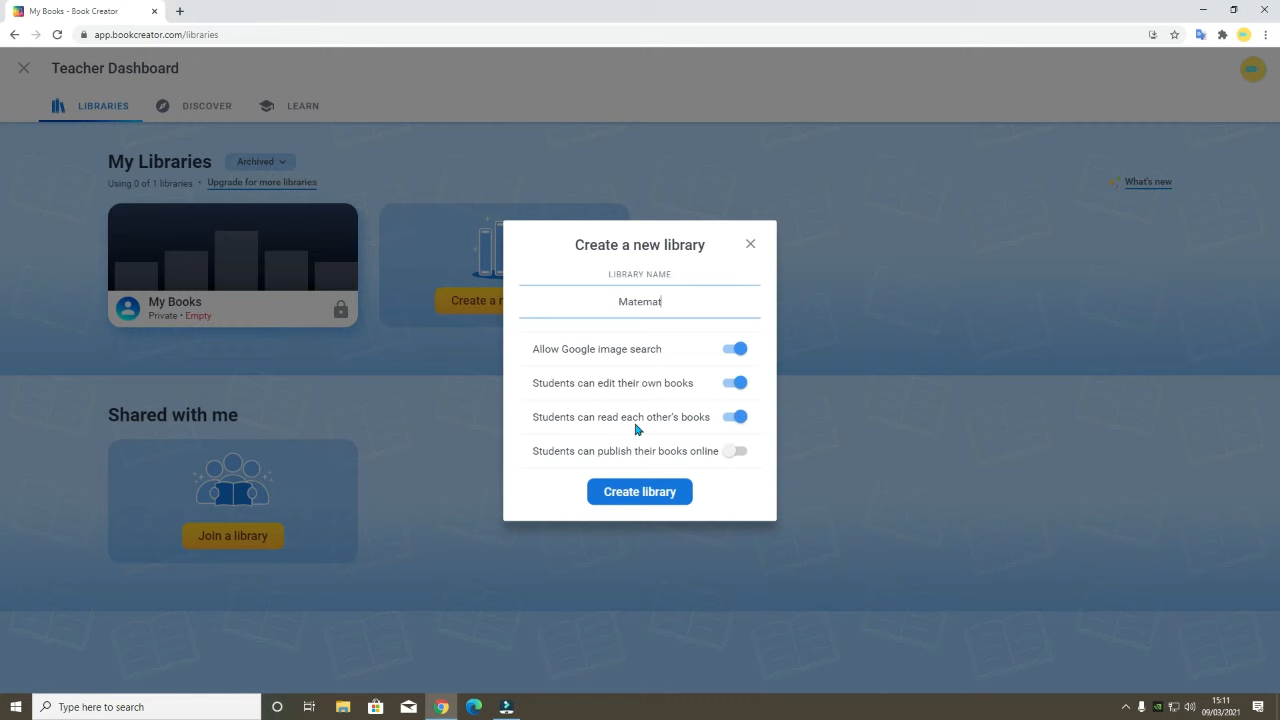 My Books - Book Creator
app.bookcreator.com/libraries
Teacher Dashboard
LIBRARIES
DISCOVER
LEARN
My Libraries
Archived
Using 0 of 1 libraries • Upgrade for more libraries
What's new
My Books
Private • Empty
Create a n
Create a new library
LIBRARY NAME
Matemat
Allow Google image search
Students can edit their own books
Students can read each other's books
Students can publish their books online
Create library
Shared with me
Join a library
Type here to search
15:11
09/03/2021